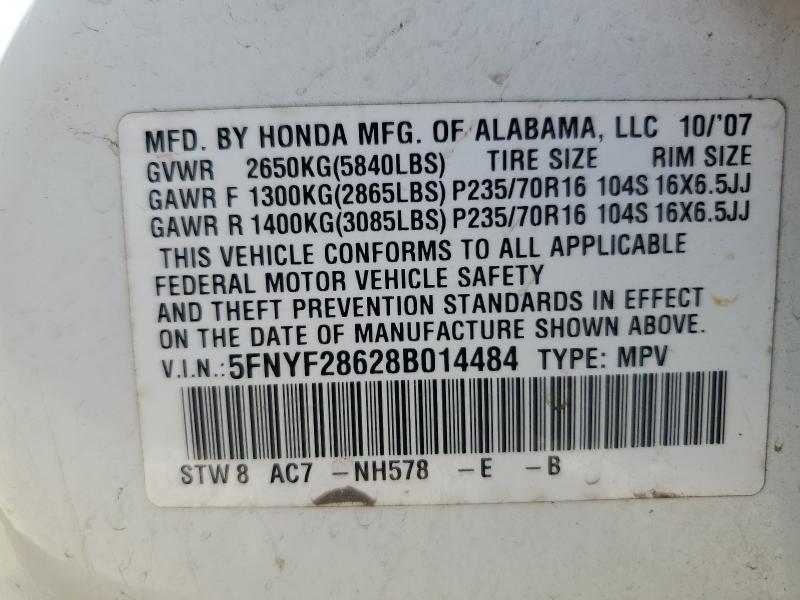 MFD. BY HONDA MFG. OF ALABAMA, LLC 10/'07
GVWR 2650KG(5840LBS) TIRE SIZE RIM SIZE
GAWR F 1300KG(2865LBS) P235/70R16 104S 16X6.5JJ
GAWR R 1400KG(3085LBS) P235/70R16 104S 16X6.5JJ
THIS VEHICLE CONFORMS TO ALL APPLICABLE
FEDERAL MOTOR VEHICLE SAFETY
AND THEFT PREVENTION STANDARDS IN EFFECT
ON THE DATE OF MANUFACTURE SHOWN ABOVE.
V.I.N.: 5FNYF28628B014484 TYPE: MPV
STW 8 AC7 -NH578 -E -B